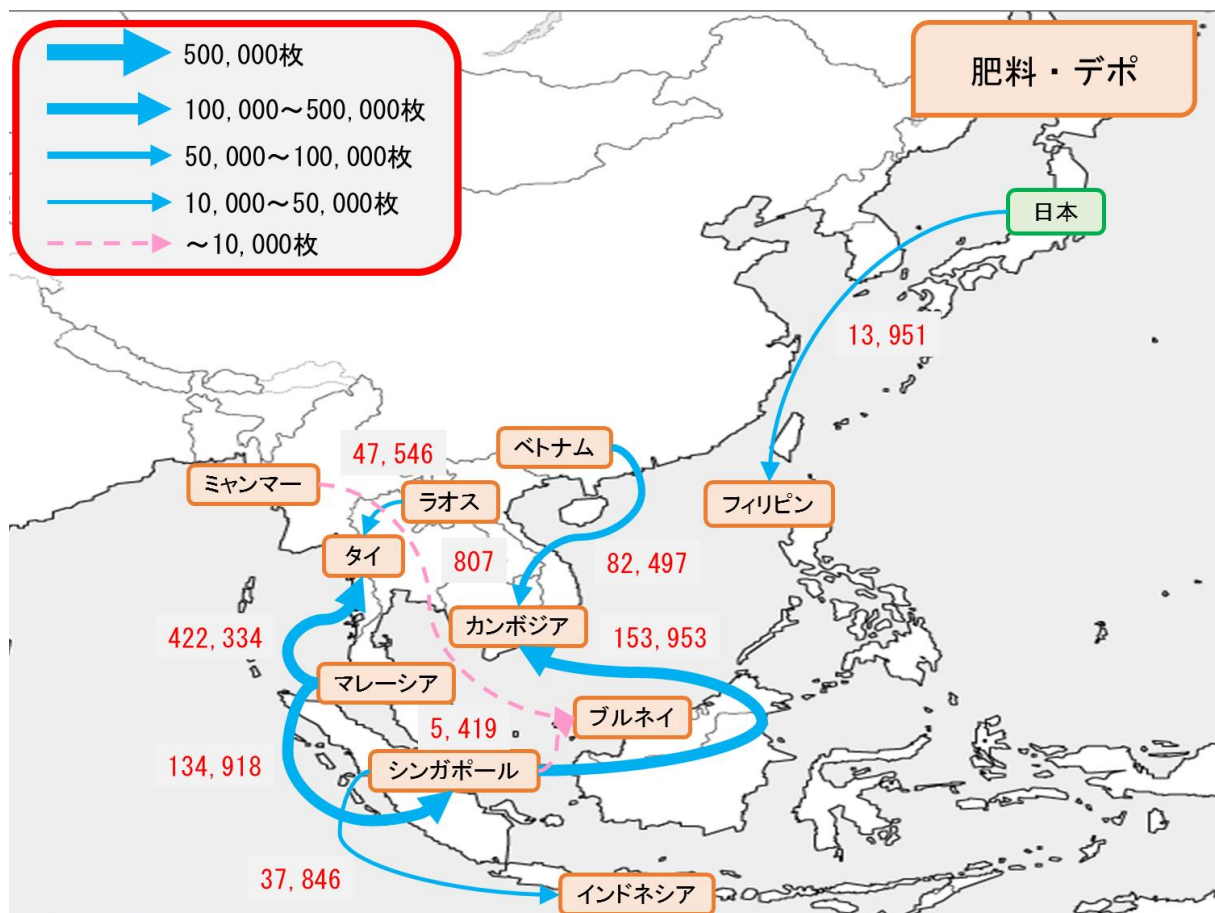 500,000枚
100,000～500,000枚
50,000～100,000枚
10,000～50,000枚
～10,000枚
肥料・デポ
日本
13,951
ベトナム
47,546
ミャンマー
ラオス
フィリピン
タイ
807
82,497
カンボジア
422,334
153,953
マレーシア
ブルネイ
5,419
134,918
シンガポール
37,846
インドネシア